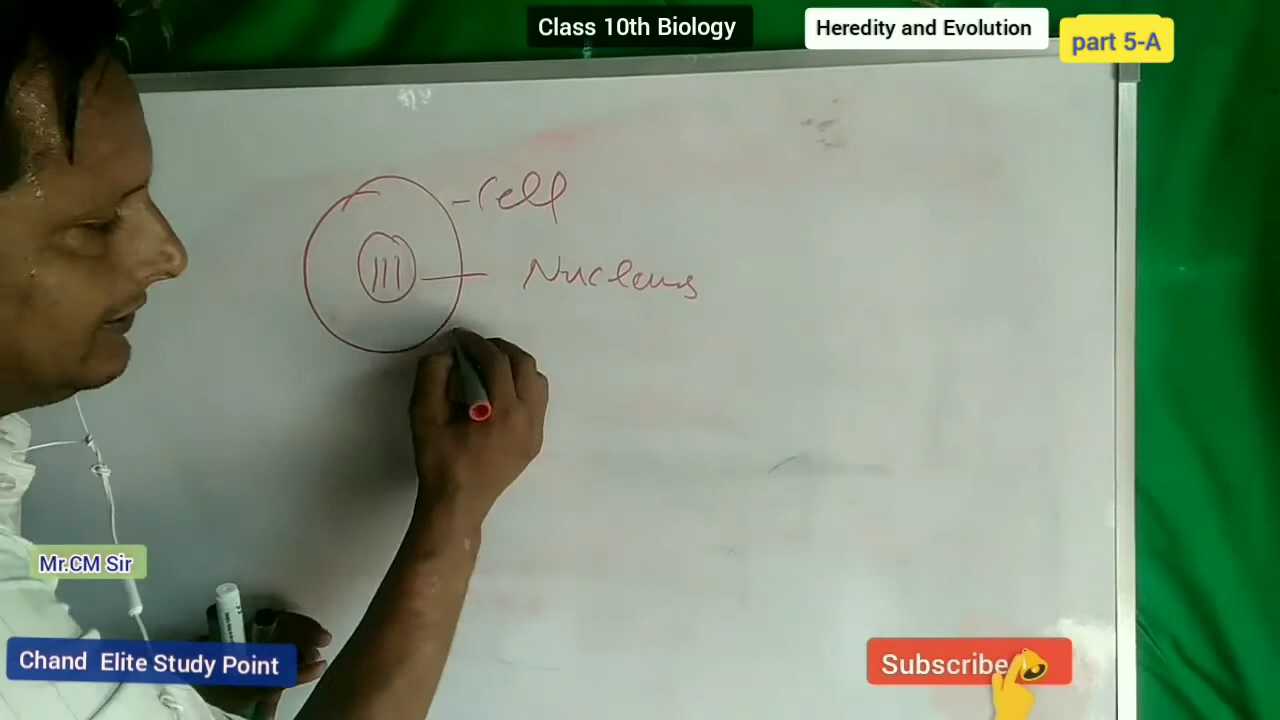 Class 10th Biology
Heredity and Evolution
part 5-A
Cell
Nucleus
Mr.CM Sir
Chand Elite Study Point
Subscribe